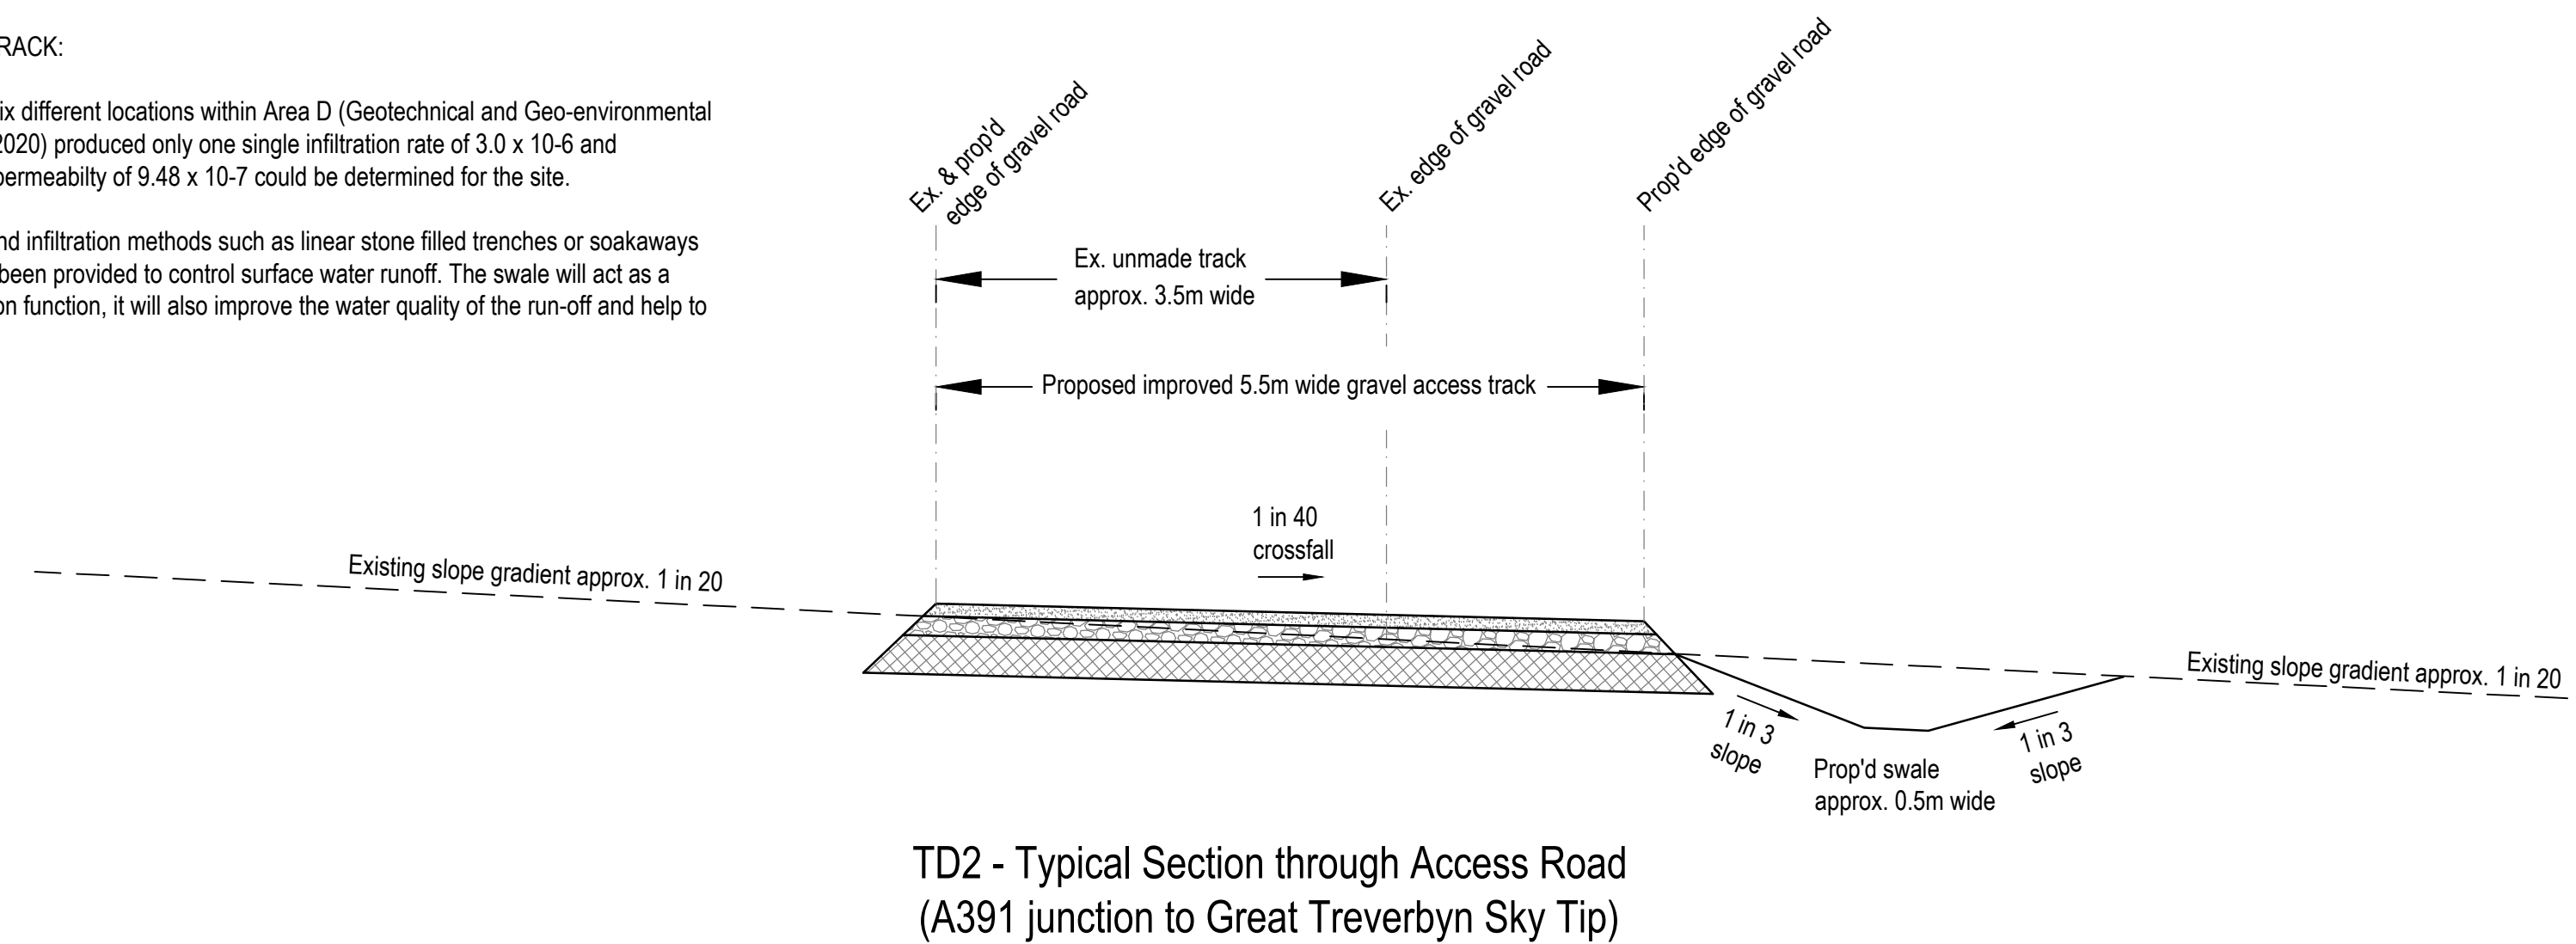 RACK:
ix different locations within Area D (Geotechnical and Geo-environmental
2020) produced only one single infiltration rate of 3.0 x 10-6 and
permeabilty of 9.48 x 10-7 could be determined for the site.
nd infiltration methods such as linear stone filled trenches or soakaways
been provided to control surface water runoff. The swale will act as a
on function, it will also improve the water quality of the run-off and help to
Ex. & prop'd
edge of gravel road
Ex. edge of gravel road
Prop'd edge of gravel road
Ex. unmade track
approx. 3.5m wide
Proposed improved 5.5m wide gravel access track
1 in 40
crossfall
Existing slope gradient approx. 1 in 20
Existing slope gradient approx. 1 in 20
1 in 3
slope
1 in 3
slope
Prop'd swale
approx. 0.5m wide
TD2 - Typical Section through Access Road
(A391 junction to Great Treverbyn Sky Tip)